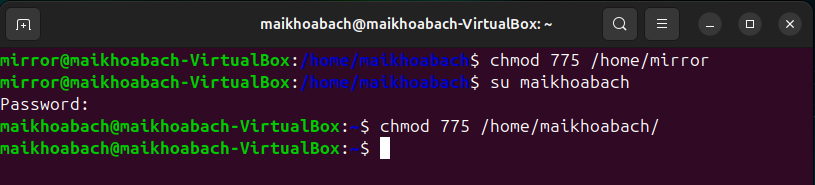 maikhoabach@maikhoabach-VirtualBox: ~
mirror@maikhoabach-VirtualBox:/home/maikhoabach$ chmod 775 /home/mirror
mirror@maikhoabach-VirtualBox:/home/maikhoabach$ su maikhoabach
Password:
maikhoabach@maikhoabach-VirtualBox:~$ chmod 775 /home/maikhoabach/
maikhoabach@maikhoabach-VirtualBox:~$